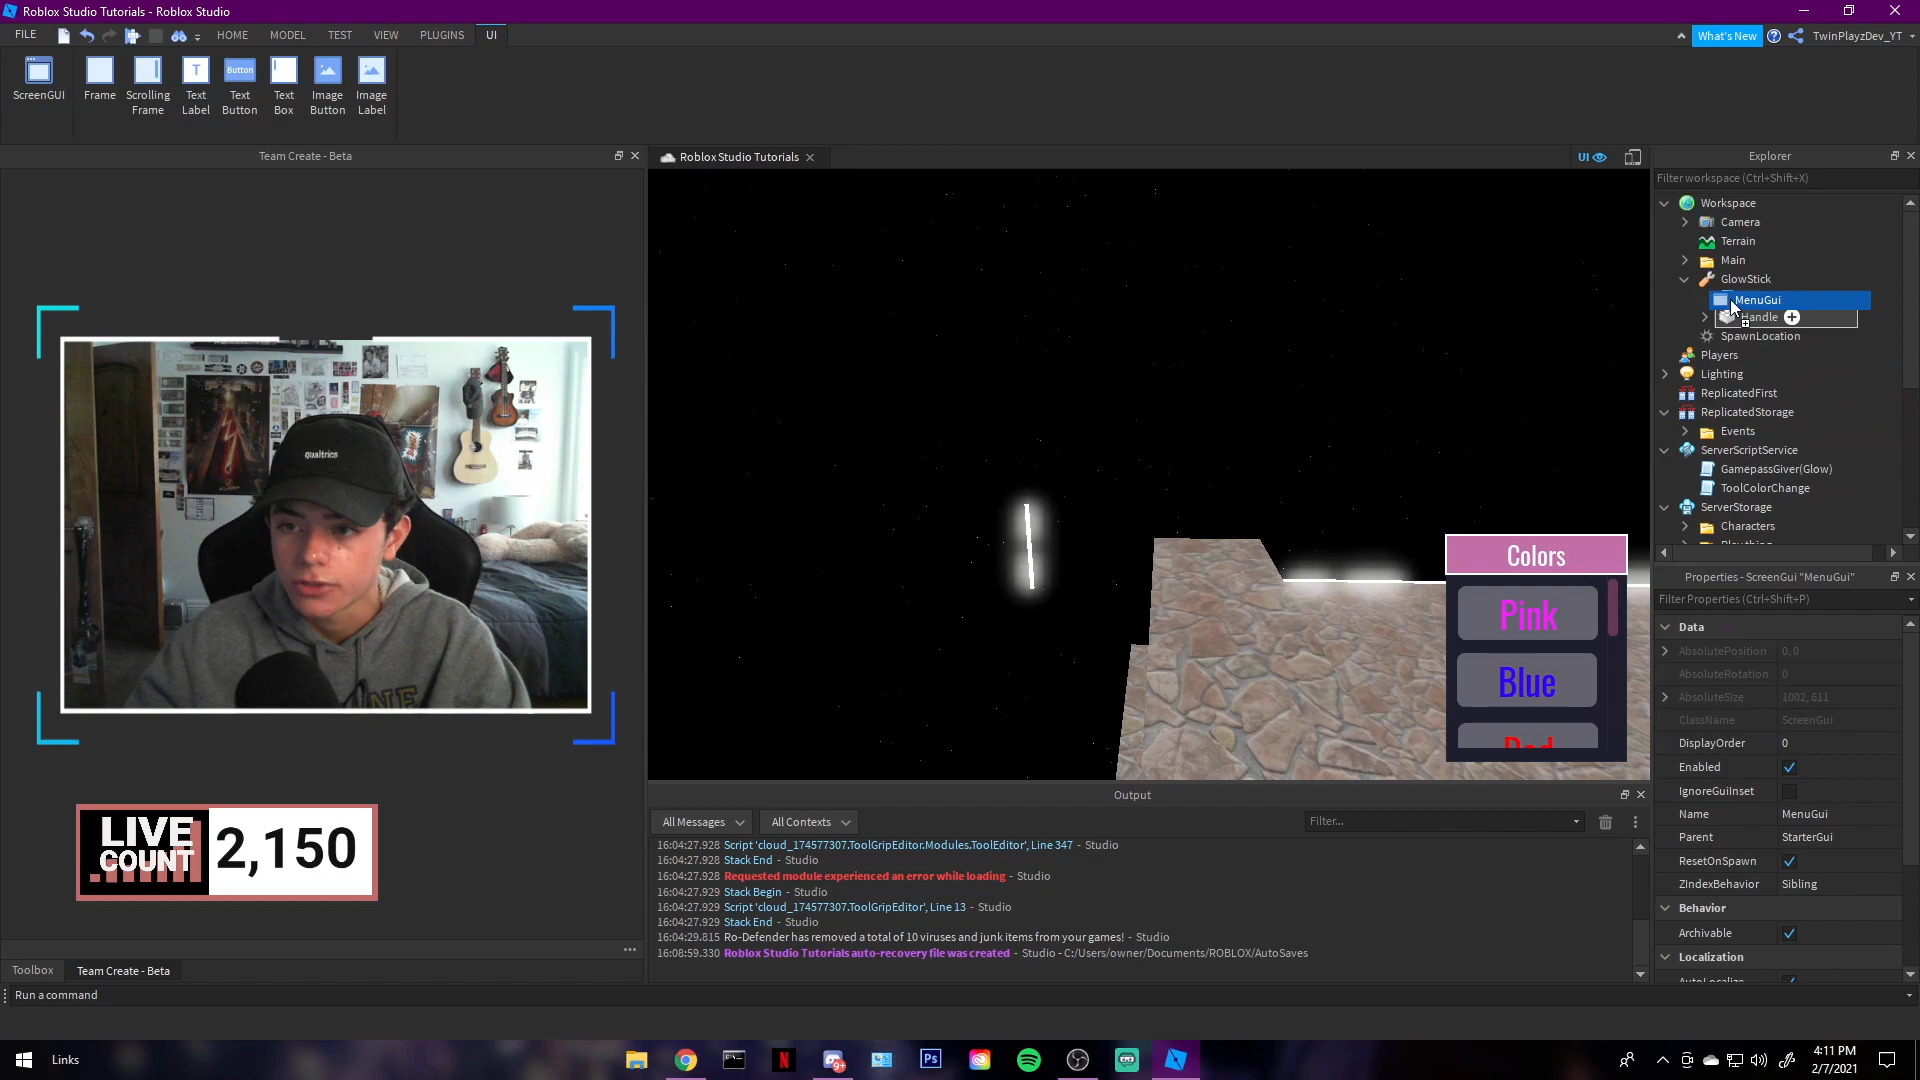 Roblox Studio Tutorials - Roblox Studio
FILE
HOME
MODEL
TEST
VIEW
PLUGINS
UI
What's New
TwinPlayzDev_YT
ScreenGUI
Frame
Scrolling
Frame
T
Text
Label
Button
Text
Button
Text
Box
Image
Button
Image
Label
Team Create - Beta
Roblox Studio Tutorials
UI
Explorer
Filter workspace (Ctrl+Shift+X)
Workspace
Camera
Terrain
Main
GlowStick
MenuGui
Handle
SpawnLocation
Players
Lighting
ReplicatedFirst
ReplicatedStorage
Events
ServerScriptService
GamepassGiver(Glow)
ToolColorChange
ServerStorage
Characters
qualtrics
Colors
Pink
Blue
Red
Properties - ScreenGui "MenuGui"
Filter Properties (Ctrl+Shift+P)
Data
AbsolutePosition 0, 0
AbsoluteRotation 0
AbsoluteSize 1002, 611
ClassName ScreenGui
DisplayOrder 0
Enabled
IgnoreGuiInset
Name MenuGui
Parent StarterGui
ResetOnSpawn
ZIndexBehavior Sibling
Behavior
Archivable
Localization
AutoLocalize
LIVE
COUNT
2,150
Output
All Messages
All Contexts
Filter...
16:04:27.928 Script 'cloud_174577307.ToolGripEditor.Modules.ToolEditor', Line 347 - Studio
16:04:27.928 Stack End - Studio
16:04:27.928 Requested module experienced an error while loading - Studio
16:04:27.929 Stack Begin - Studio
16:04:27.929 Script 'cloud_174577307.ToolGripEditor', Line 13 - Studio
16:04:27.929 Stack End - Studio
16:04:29.815 Ro-Defender has removed a total of 10 viruses and junk items from your games! - Studio
16:08:59.330 Roblox Studio Tutorials auto-recovery file was created - Studio - C:/Users/owner/Documents/ROBLOX/AutoSaves
Toolbox
Team Create - Beta
Run a command
Links
N
9+
Ps
4:11 PM
2/7/2021